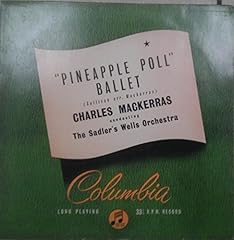 "PINEAPPLE POLL"
BALLET
(Sullivan arr. Mackerras)
CHARLES MACKERRAS
conducting
The Sadler's Wells Orchestra
Columbia
LONG PLAYING 33⅓ R.P.M. RECORD